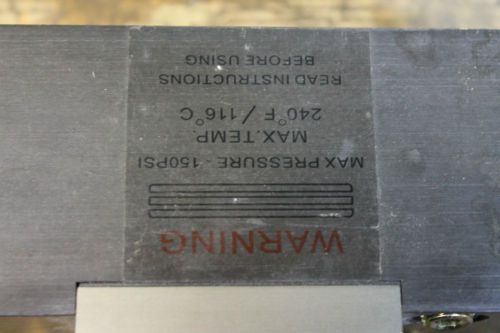 WARNING
MAX PRESSURE - 150PSI
MAX. TEMP.
240°F / 116°C
READ INSTRUCTIONS
BEFORE USING